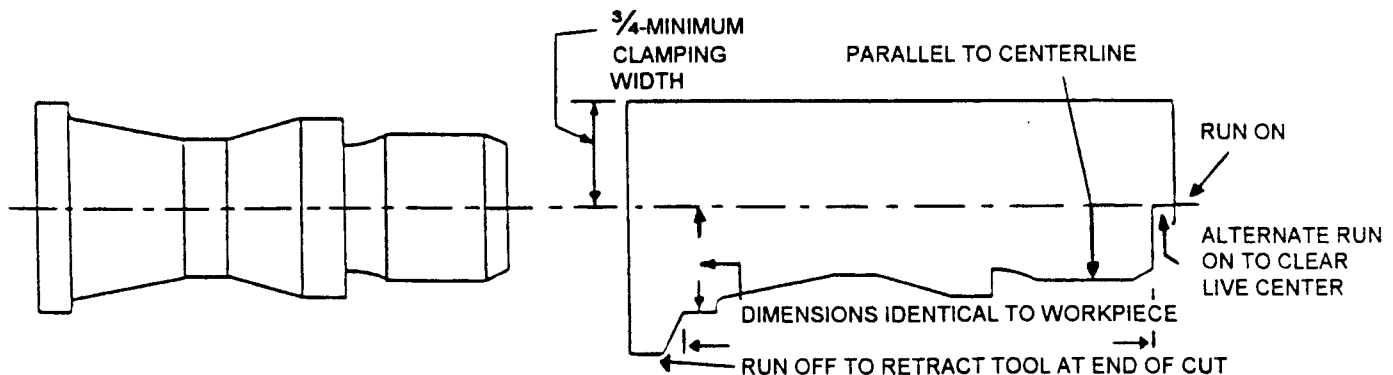 ¾-MINIMUM
CLAMPING
WIDTH
PARALLEL TO CENTERLINE
RUN ON
ALTERNATE RUN
ON TO CLEAR
LIVE CENTER
DIMENSIONS IDENTICAL TO WORKPIECE
RUN OFF TO RETRACT TOOL AT END OF CUT